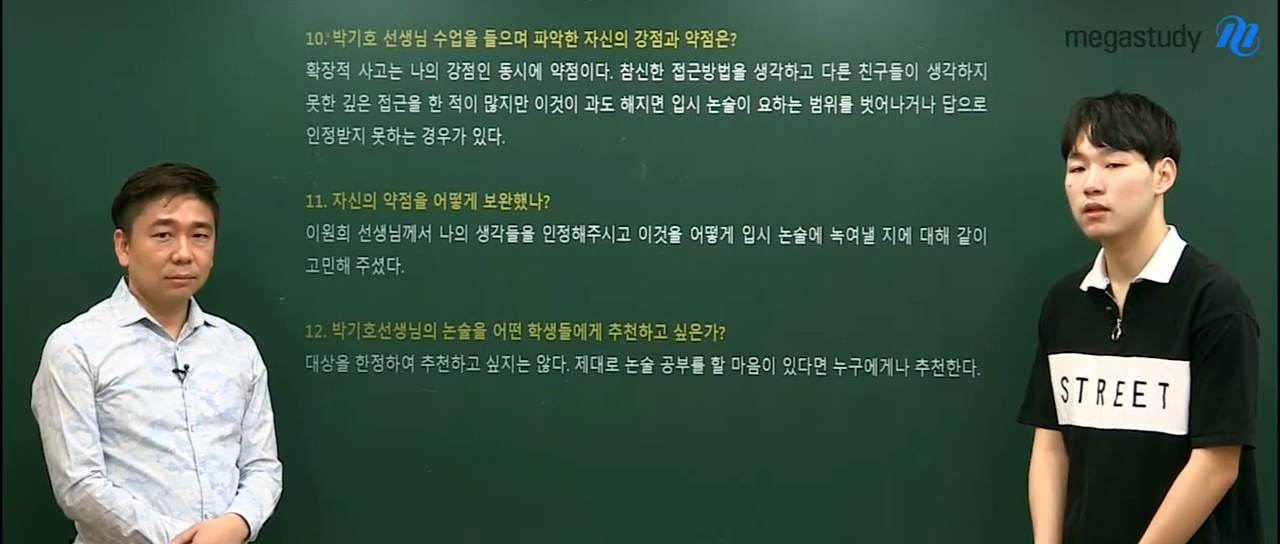 megastudy
10. 박기호 선생님 수업을 들으며 파악한 자신의 강점과 약점은?
확장적 사고는 나의 강점인 동시에 약점이다. 참신한 접근방법을 생각하고 다른 친구들이 생각하지
못한 깊은 접근을 한 적이 많지만 이것이 과도 해지면 입시 논술이 요하는 범위를 벗어나거나 답으로
인정받지 못하는 경우가 있다.
11. 자신의 약점을 어떻게 보완했나?
이원희 선생님께서 나의 생각들을 인정해주시고 이것을 어떻게 입시 논술에 녹여낼 지에 대해 같이
고민해 주셨다.
12. 박기호선생님의 논술을 어떤 학생들에게 추천하고 싶은가?
대상을 한정하여 추천하고 싶지는 않다. 제대로 논술 공부를 할 마음이 있다면 누구에게나 추천한다.
STREET